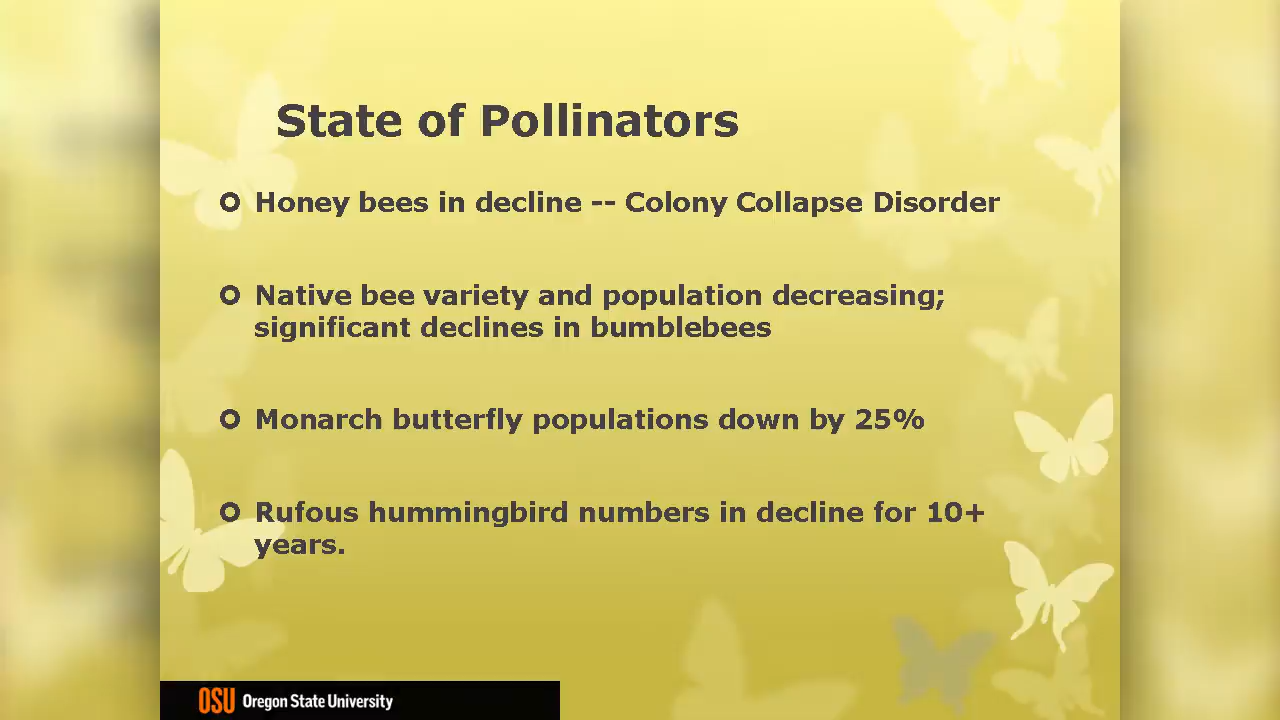 State of Pollinators
Honey bees in decline -- Colony Collapse Disorder
Native bee variety and population decreasing;
significant declines in bumblebees
Monarch butterfly populations down by 25%
Rufous hummingbird numbers in decline for 10+
years.
OSU Oregon State University